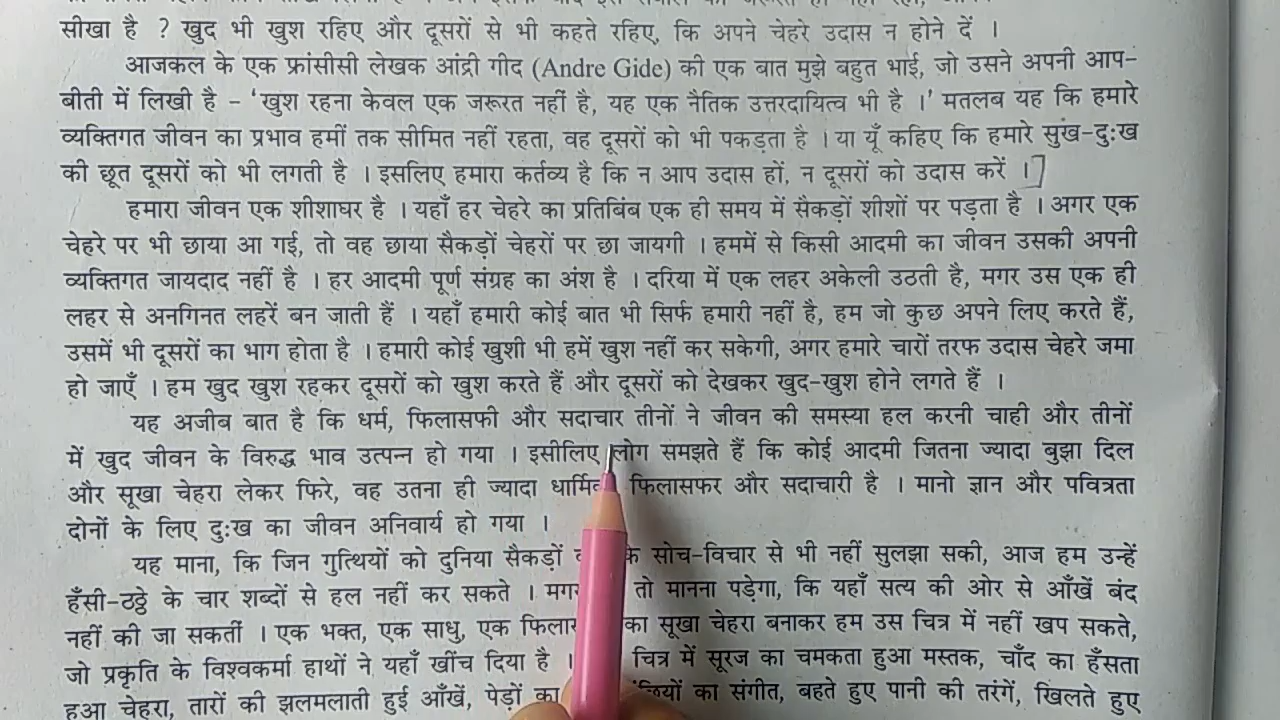 सीखा है ? खुद भी खुश रहिए और दूसरों से भी कहते रहिए, कि अपने चेहरे उदास न होने दें ।
आजकल के एक फ्रांसीसी लेखक आंद्री गीद (Andre Gide) की एक बात मुझे बहुत भाई, जो उसने अपनी आप-
बीती में लिखी है – 'खुश रहना केवल एक जरूरत नहीं है, यह एक नैतिक उत्तरदायित्व भी है ।' मतलब यह कि हमारे
व्यक्तिगत जीवन का प्रभाव हमीं तक सीमित नहीं रहता, वह दूसरों को भी पकड़ता है । या यूँ कहिए कि हमारे सुख-दुःख
की छूत दूसरों को भी लगती है । इसलिए हमारा कर्तव्य है कि न आप उदास हों, न दूसरों को उदास करें ।]
हमारा जीवन एक शीशाघर है । यहाँ हर चेहरे का प्रतिबिंब एक ही समय में सैकड़ों शीशों पर पड़ता है । अगर एक
चेहरे पर भी छाया आ गई, तो वह छाया सैकड़ों चेहरों पर छा जायगी । हममें से किसी आदमी का जीवन उसकी अपनी
व्यक्तिगत जायदाद नहीं है । हर आदमी पूर्ण संग्रह का अंश है । दरिया में एक लहर अकेली उठती है, मगर उस एक ही
लहर से अनगिनत लहरें बन जाती हैं । यहाँ हमारी कोई बात भी सिर्फ हमारी नहीं है, हम जो कुछ अपने लिए करते हैं,
उसमें भी दूसरों का भाग होता है । हमारी कोई खुशी भी हमें खुश नहीं कर सकेगी, अगर हमारे चारों तरफ उदास चेहरे जमा
हो जाएँ । हम खुद खुश रहकर दूसरों को खुश करते हैं और दूसरों को देखकर खुद-खुश होने लगते हैं ।
यह अजीब बात है कि धर्म, फिलासफी और सदाचार तीनों ने जीवन की समस्या हल करनी चाही और तीनों
में खुद जीवन के विरुद्ध भाव उत्पन्न हो गया । इसीलिए लोग समझते हैं कि कोई आदमी जितना ज्यादा बुझा दिल
और सूखा चेहरा लेकर फिरे, वह उतना ही ज्यादा फिलासफर और सदाचारी है । मानो ज्ञान और पवित्रता
दोनों के लिए दुःख का जीवन अनिवार्य हो गया ।
यह माना, कि जिन गुत्थियों को दुनिया सैकड़ों सोच-विचार से भी नहीं सुलझा सकी, आज हम उन्हें
हँसी-ठट्ठे के चार शब्दों से हल नहीं कर सकते । तो मानना पड़ेगा, कि यहाँ सत्य की ओर से आँखें बंद
नहीं की जा सकतीं । एक भक्त, एक साधु, एक का सूखा चेहरा बनाकर हम उस चित्र में नहीं खप सकते,
जो प्रकृति के विश्वकर्मा हाथों ने यहाँ खींच दिया है । चित्र में सूरज का चमकता हुआ मस्तक, चाँद का हँसता
हुआ चेहरा, तारों की झलमलाती हुई आँखें, पेड़ों का संगीत, बहते हुए पानी की तरंगें, खिलते हुए